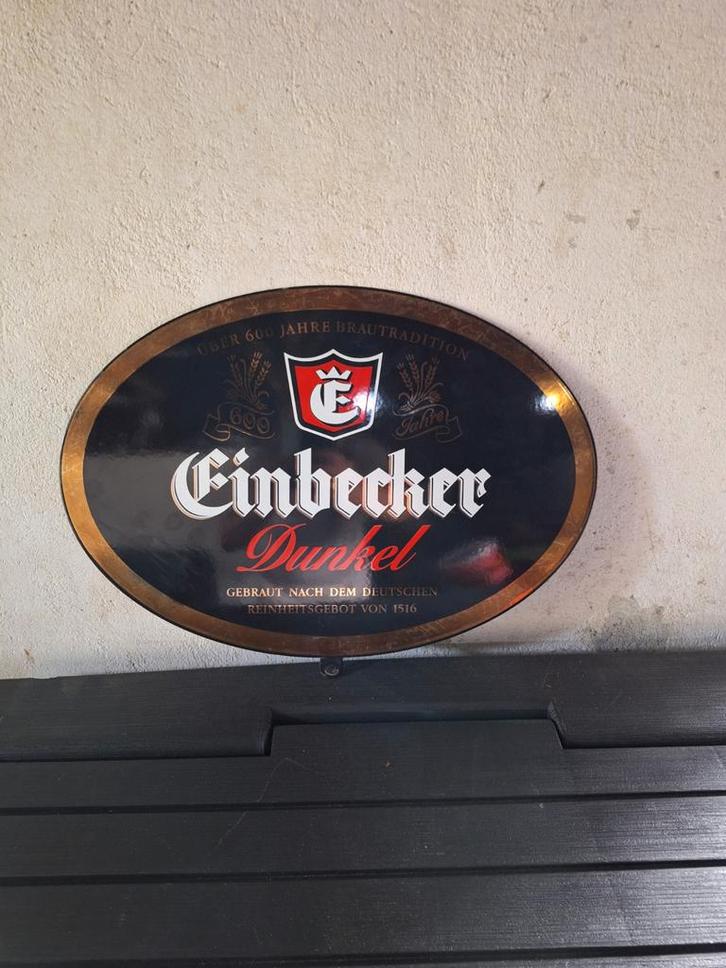 ÜBER 600 JAHRE BRAUTRADITION
E
600 Jahre
Einbecker
Dunkel
GEBRAUT NACH DEM DEUTSCHEN
REINHEITSGEBOT VON 1516